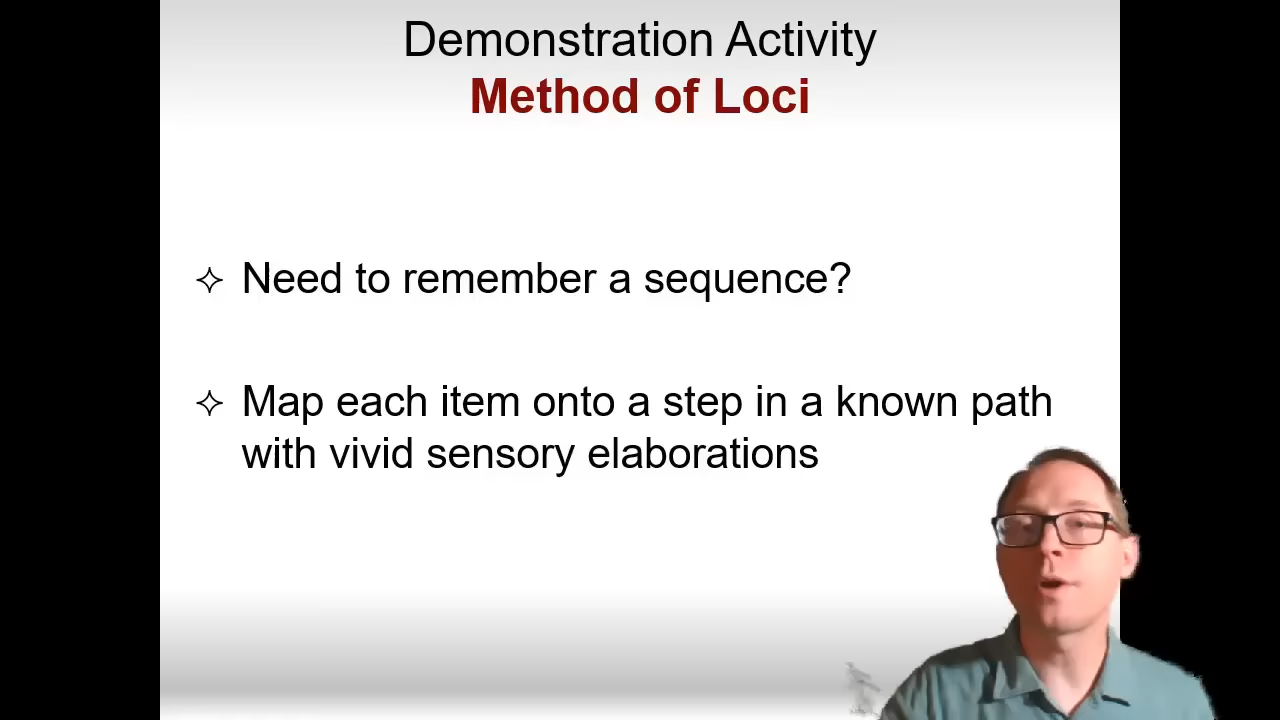 Demonstration Activity
Method of Loci
Need to remember a sequence?
Map each item onto a step in a known path
with vivid sensory elaborations